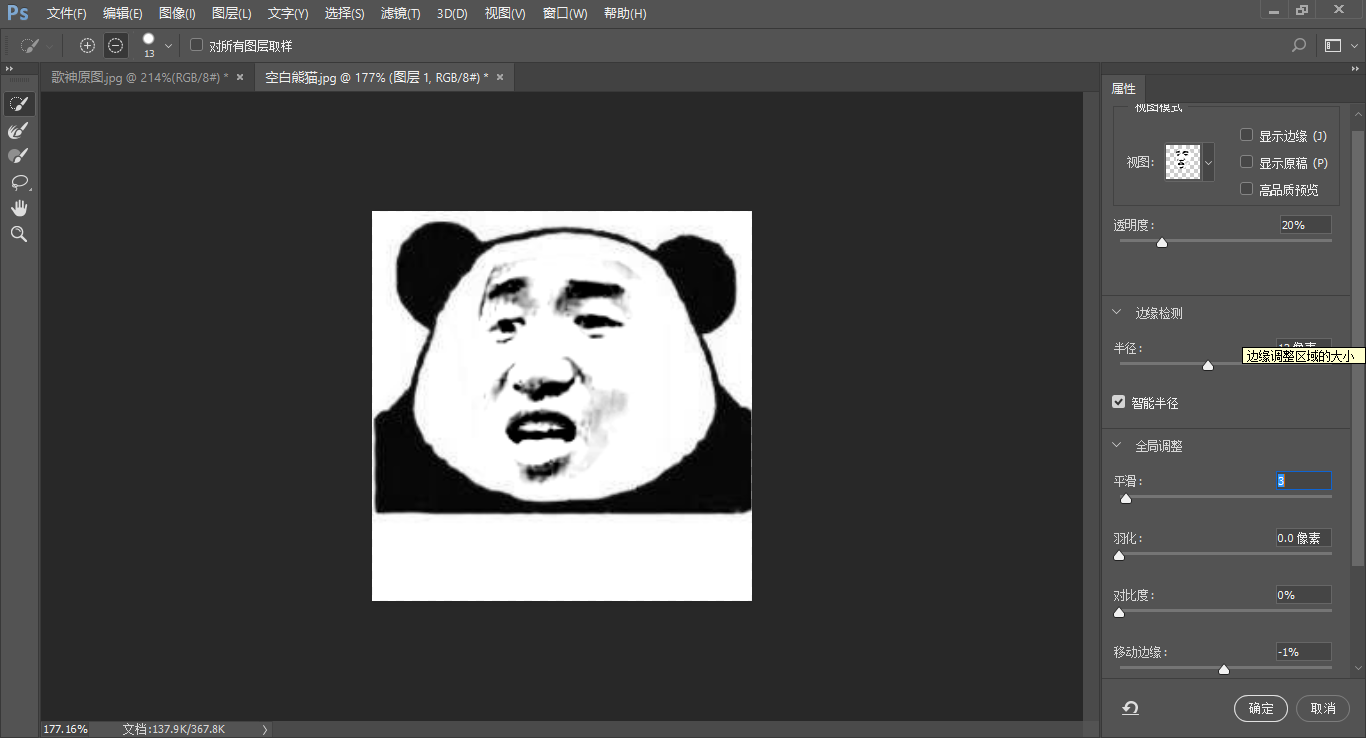 Ps 文件(F) 编辑(E) 图像(I) 图层(L) 文字(Y) 选择(S) 滤镜(T) 3D(D) 视图(V) 窗口(W) 帮助(H)
13 对所有图层取样
歌神原图.jpg @ 214%(RGB/8#) * × 空白熊猫.jpg @ 177% (图层 1, RGB/8#) * ×
属性
视图模式
显示边缘 (J)
视图:
显示原稿 (P)
高品质预览
透明度: 20%
边缘检测
半径:
边缘调整区域的大小
智能半径
全局调整
平滑: 3
羽化: 0.0 像素
对比度: 0%
移动边缘: -1%
确定 取消
177.16% 文档:137.9K/367.8K